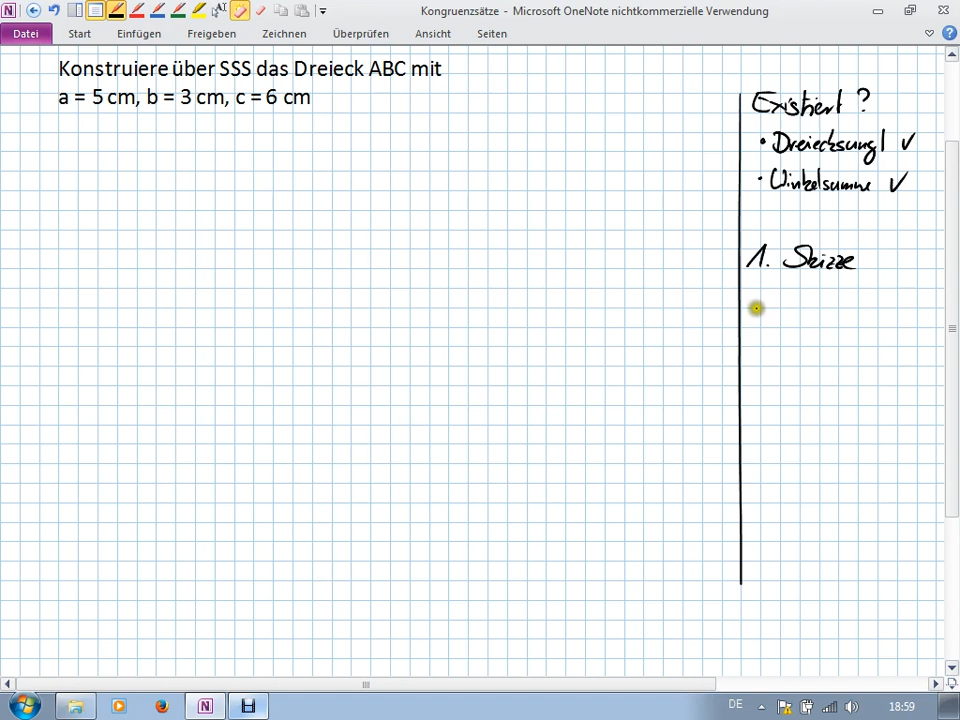 Kongruenzsätze - Microsoft OneNote nichtkommerzielle Verwendung
Datei Start Einfügen Freigeben Zeichnen Überprüfen Ansicht Seiten
Konstruiere über SSS das Dreieck ABC mit
a = 5 cm, b = 3 cm, c = 6 cm
Existiert ?
• Dreiecksungl ✓
• Winkelsumme ✓
1. Skizze
DE 18:59